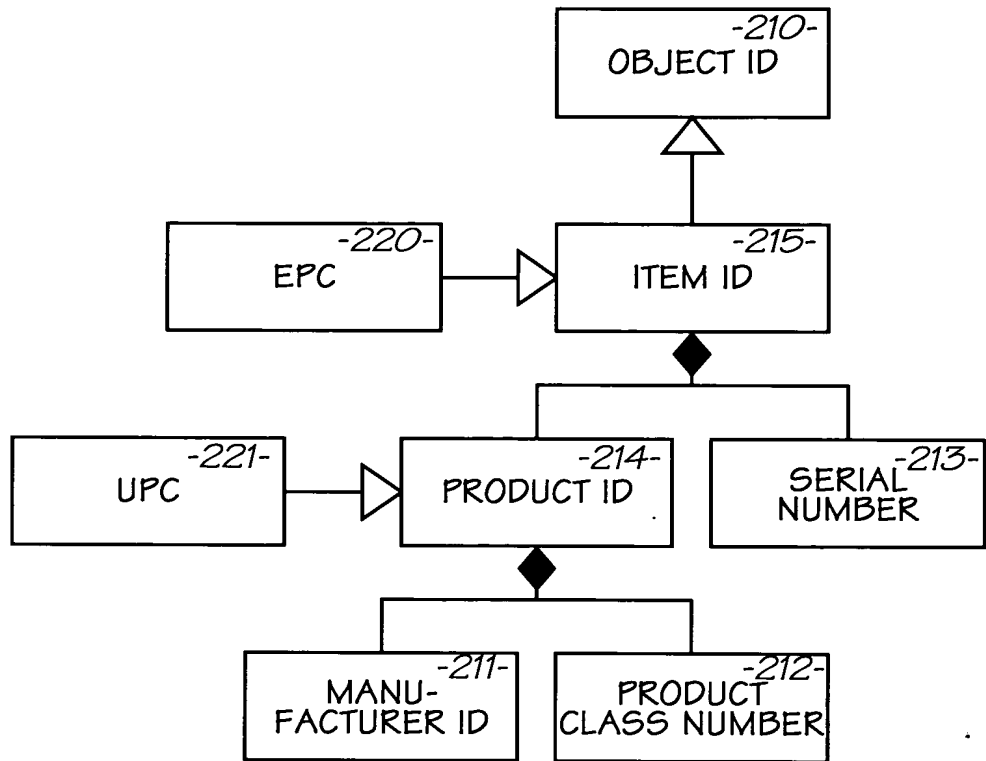 -210-
OBJECT ID
-220-
EPC
-215-
ITEM ID
-221-
UPC
-214-
PRODUCT ID
-213-
SERIAL
NUMBER
-211-
MANU-
FACTURER ID
-212-
PRODUCT
CLASS NUMBER